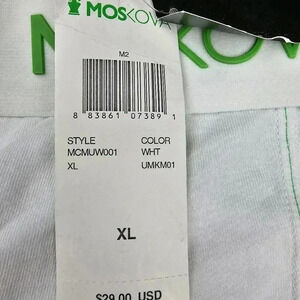 MOSKOVA
M2
8 83861 07389 1
STYLE COLOR
MCMUW001 WHT
XL UMKM01
XL
$29.00 USD